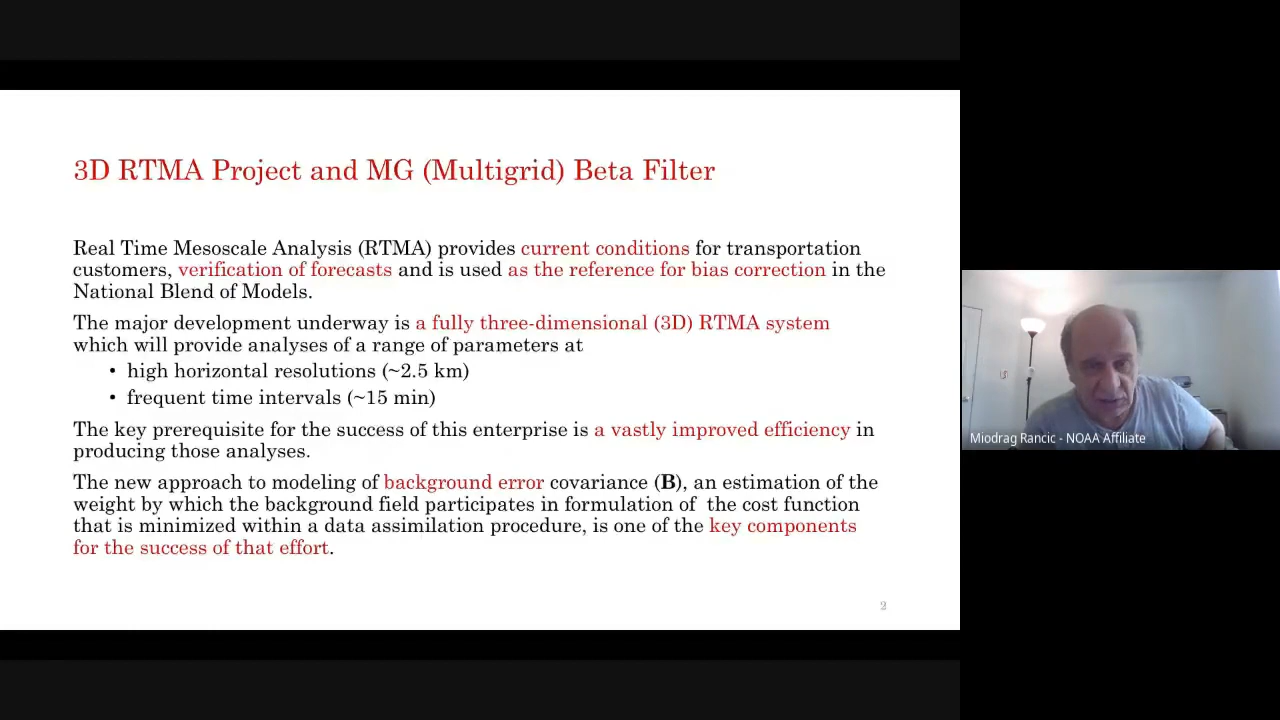 3D RTMA Project and MG (Multigrid) Beta Filter
Real Time Mesoscale Analysis (RTMA) provides current conditions for transportation
customers, verification of forecasts and is used as the reference for bias correction in the
National Blend of Models.
The major development underway is a fully three-dimensional (3D) RTMA system
which will provide analyses of a range of parameters at
• high horizontal resolutions (~2.5 km)
• frequent time intervals (~15 min)
The key prerequisite for the success of this enterprise is a vastly improved efficiency in
producing those analyses.
The new approach to modeling of background error covariance (B), an estimation of the
weight by which the background field participates in formulation of the cost function
that is minimized within a data assimilation procedure, is one of the key components
for the success of that effort.
2
Miodrag Rancic - NOAA Affiliate